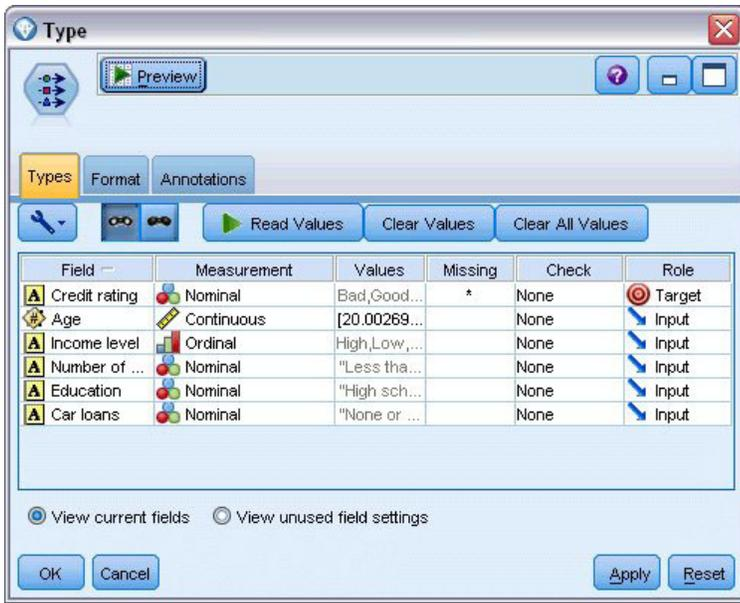 Type
Preview
Types Format Annotations
Read Values Clear Values Clear All Values
Field Measurement Values Missing Check Role
A Credit rating Nominal Bad,Good... * None Target
Age Continuous [20.00269... None Input
A Income level Ordinal High,Low,... None Input
A Number of ... Nominal "Less tha... None Input
A Education Nominal "High sch... None Input
A Car loans Nominal "None or ... None Input
View current fields View unused field settings
OK Cancel Apply Reset